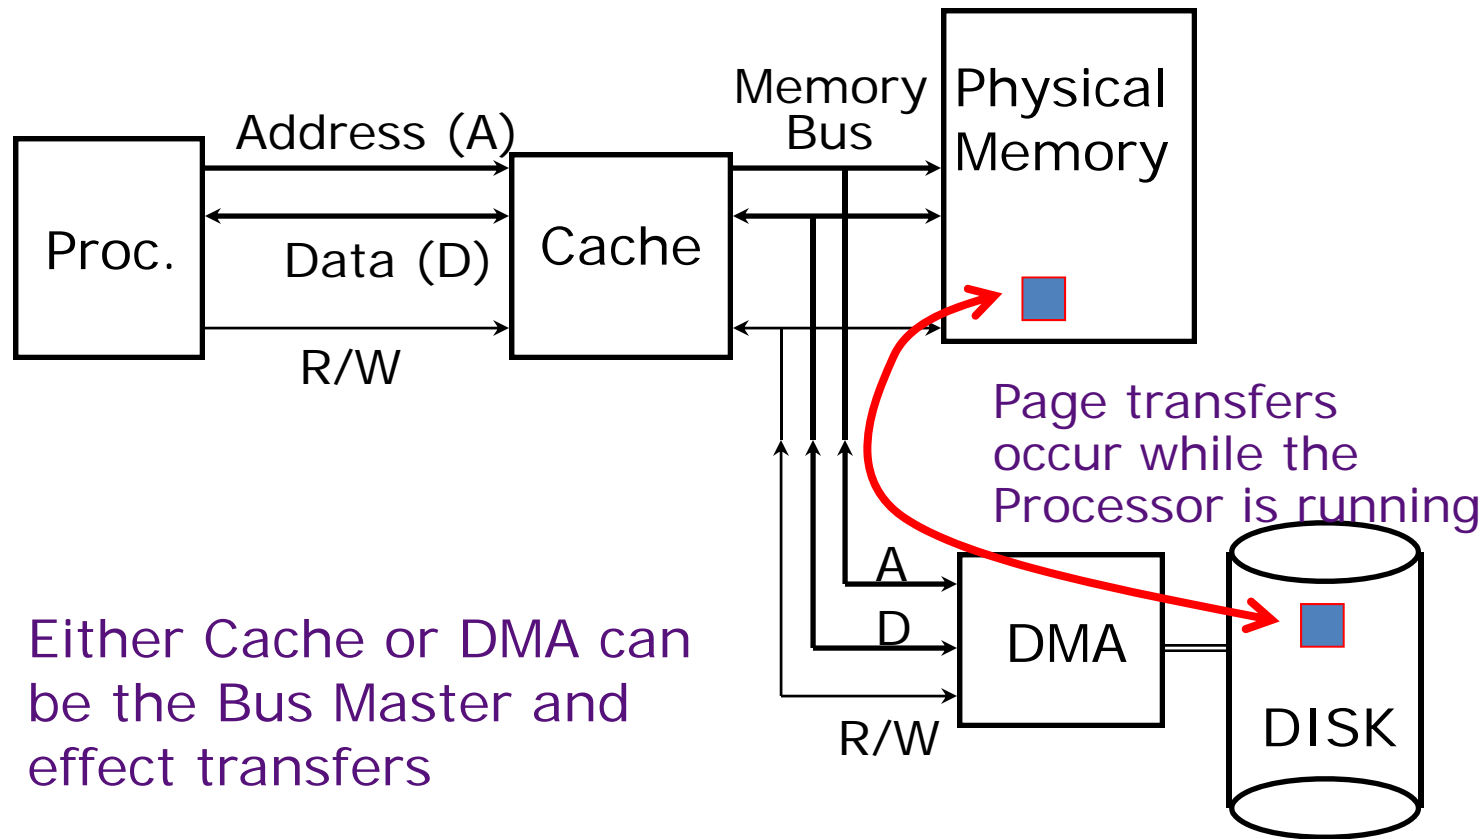 Memory
Bus
Physical
Memory
Address (A)
Proc.
Data (D)
Cache
R/W
Page transfers
occur while the
Processor is running
A
D
DMA
R/W
DISK
Either Cache or DMA can
be the Bus Master and
effect transfers